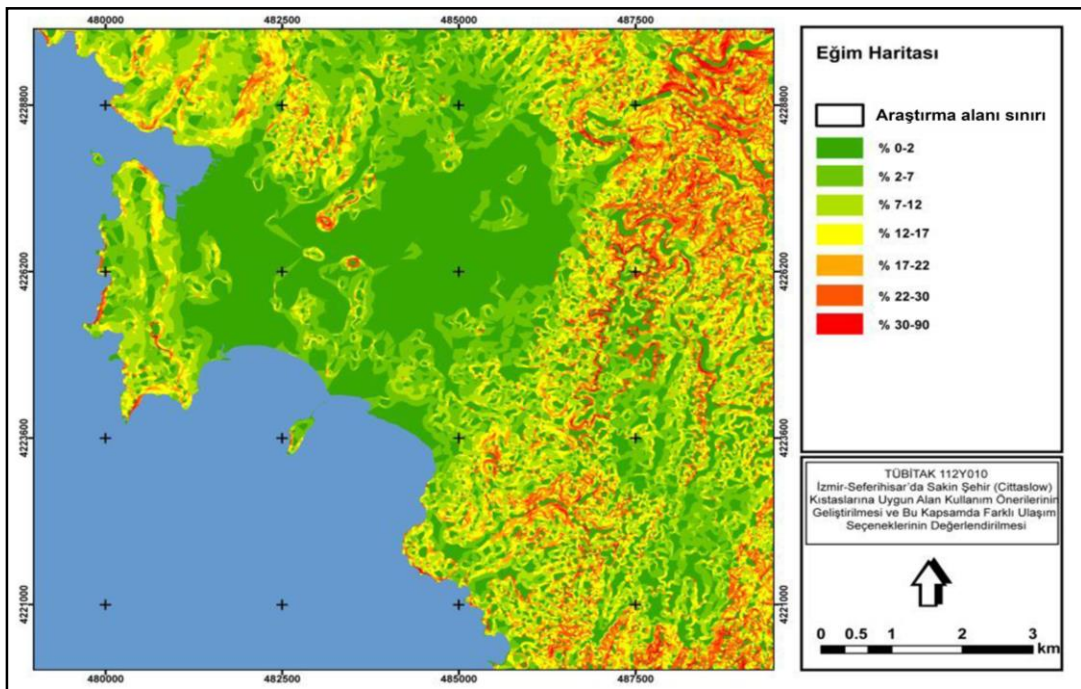 480000 482500 485000 487500
4228800 4228800
4226200 4226200
4223600 4223600
4221000 4221000
480000 482500 485000 487500
Eğim Haritası
Araştırma alanı sınırı
% 0-2
% 2-7
% 7-12
% 12-17
% 17-22
% 22-30
% 30-90
TÜBİTAK 112Y010
İzmir-Seferihisar'da Sakin Şehir (Cittaslow)
Kıstaslarına Uygun Alan Kullanım Önerilerinin
Geliştirilmesi ve Bu Kapsamda Farklı Ulaşım
Seçeneklerinin Değerlendirilmesi
0 0.5 1 2 3
km